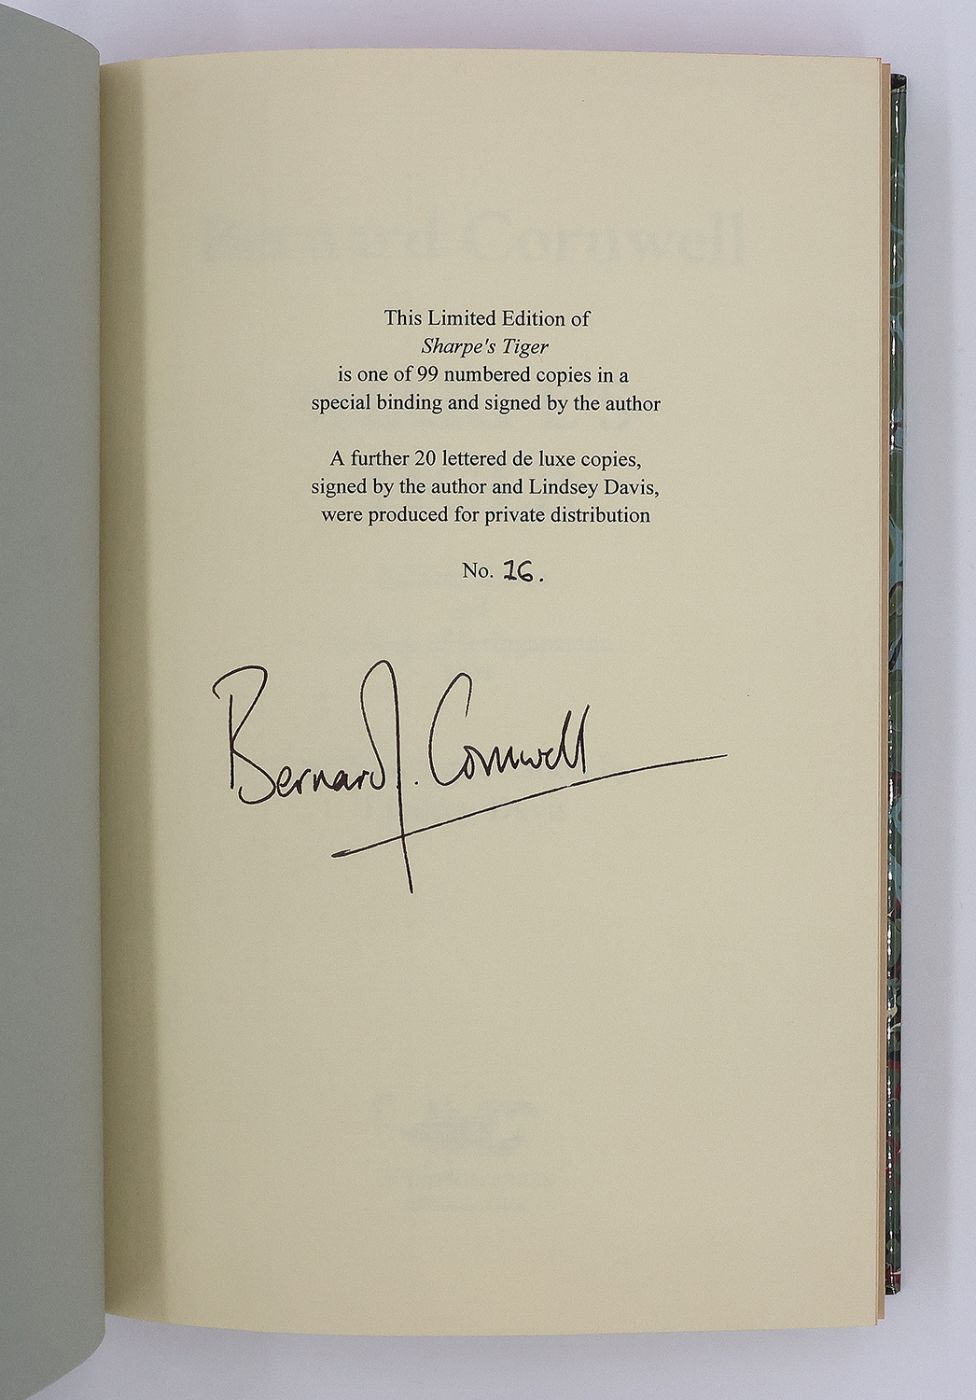 Bernard Cornwell
This Limited Edition of
Sharpe's Tiger
is one of 99 numbered copies in a
special binding and signed by the author
A further 20 lettered de luxe copies,
signed by the author and Lindsey Davis,
were produced for private distribution
No. 16.
Bernard Cornwell